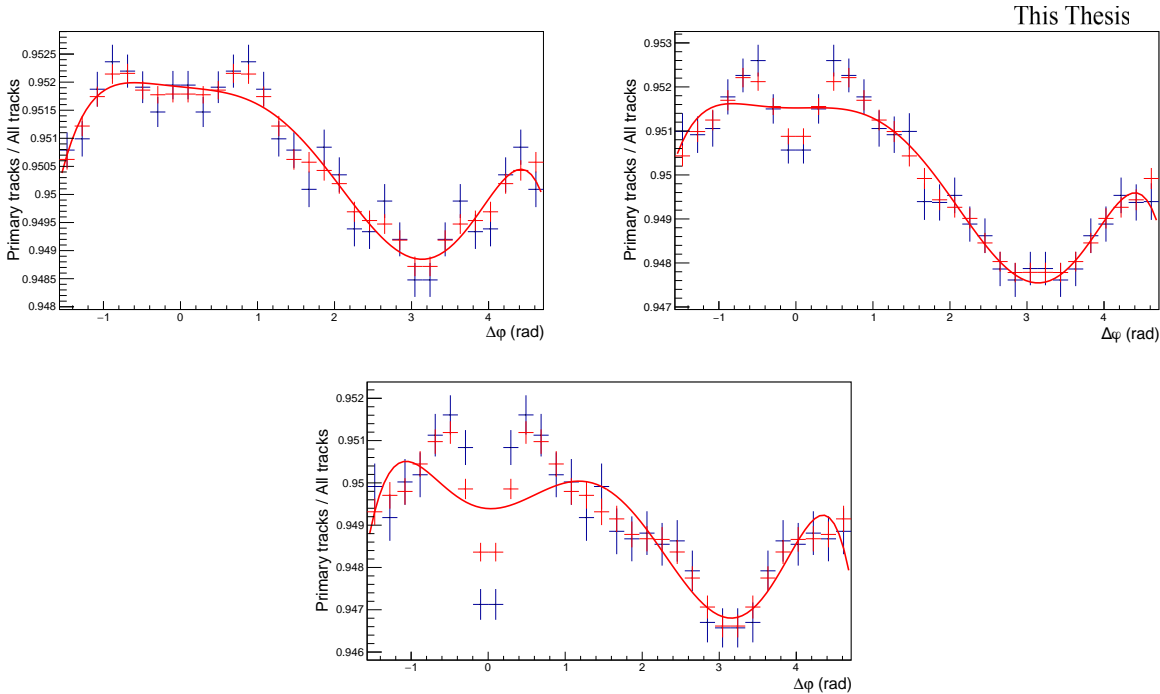 This Thesis
Primary tracks / All tracks
0.9525
0.952
0.9515
0.951
0.9505
0.95
0.9495
0.949
0.9485
0.948
−1 0 1 2 3 4
Δφ (rad)
Primary tracks / All tracks
0.953
0.952
0.951
0.95
0.949
0.948
0.947
−1 0 1 2 3 4
Δφ (rad)
Primary tracks / All tracks
0.952
0.951
0.95
0.949
0.948
0.947
0.946
−1 0 1 2 3 4
Δφ (rad)